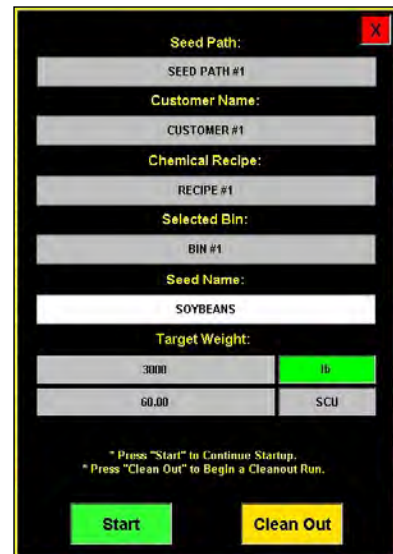 X
Seed Path:
SEED PATH #1
Customer Name:
CUSTOMER #1
Chemical Recipe:
RECIPE #1
Selected Bin:
BIN #1
Seed Name:
SOYBEANS
Target Weight:
3000 lb
60.00 SCU
* Press "Start" to Continue Startup.
* Press "Clean Out" to Begin a Cleanout Run.
Start Clean Out